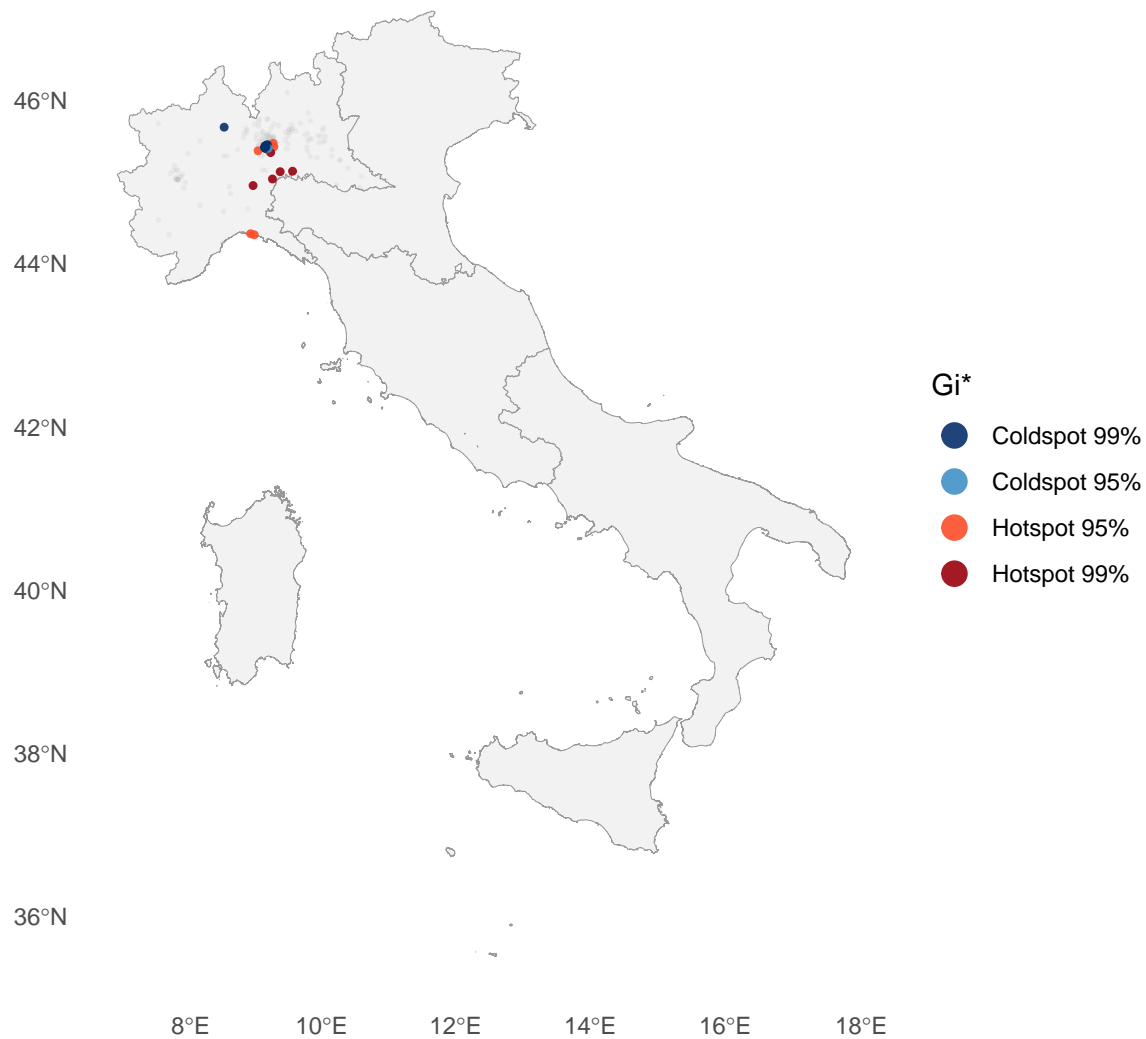 46°N
44°N
42°N
40°N
38°N
36°N
8°E
10°E
12°E
14°E
16°E
18°E
Gi*
Coldspot 99%
Coldspot 95%
Hotspot 95%
Hotspot 99%